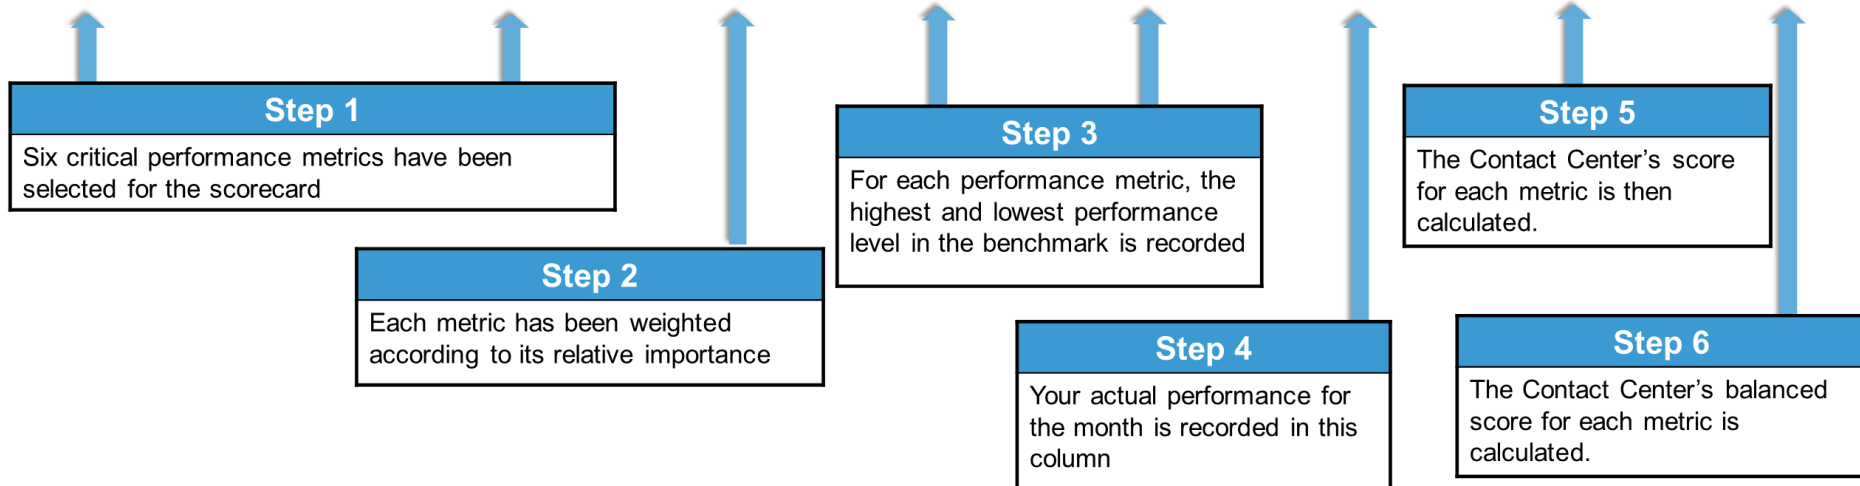 Step 1
Six critical performance metrics have been
selected for the scorecard
Step 2
Each metric has been weighted
according to its relative importance
Step 3
For each performance metric, the
highest and lowest performance
level in the benchmark is recorded
Step 4
Your actual performance for
the month is recorded in this
column
Step 5
The Contact Center’s score
for each metric is then
calculated.
Step 6
The Contact Center’s balanced
score for each metric is
calculated.